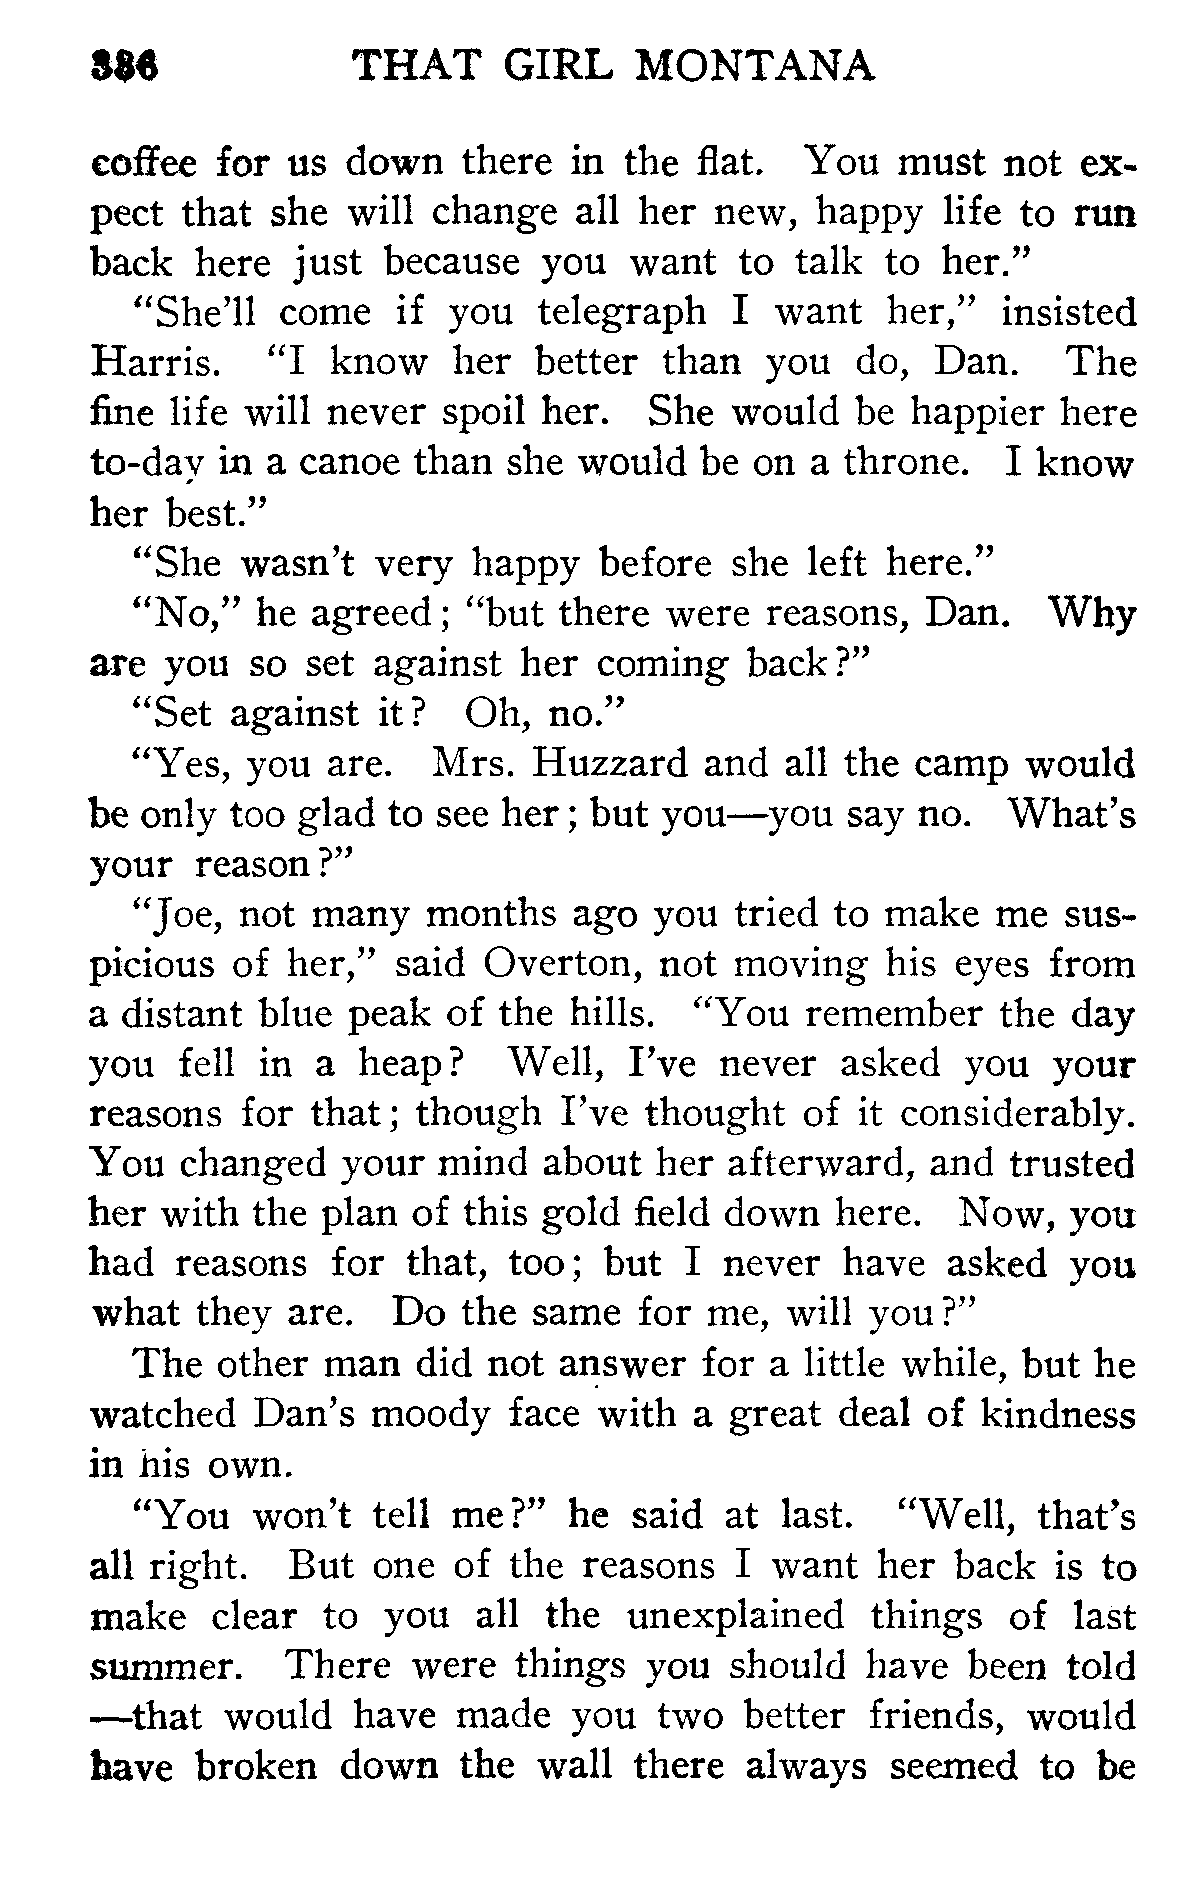 THAT GIRL MONTANA
coffee for us down there in the flat. You must not ex-
pect that she will change all her new, happy life to run
back here just because you want to talk to her."
"She'll come if you telegraph I want her," insisted
Harris. "I know her better than you do, Dan. The
fine life will never spoil her. She would be happier here
to-day in a canoe than she would be on a throne. I know
her best."
"She wasn't very happy before she left here."
"No," he agreed; "but there were reasons, Dan. Why
are you so set against her coming back?"
"Set against it? Oh, no."
"Yes, you are. Mrs. Huzzard and all the camp would
be only too glad to see her; but you—you say no. What's
your reason?"
"Joe, not many months ago you tried to make me sus-
picious of her," said Overton, not moving his eyes from
a distant blue peak of the hills. "You remember the day
you fell in a heap? Well, I've never asked you your
reasons for that; though I've thought of it considerably.
You changed your mind about her afterward, and trusted
her with the plan of this gold field down here. Now, you
had reasons for that, too; but I never have asked you
what they are. Do the same for me, will you?"
The other man did not answer for a little while, but he
watched Dan's moody face with a great deal of kindness
in his own.
"You won't tell me?" he said at last. "Well, that's
all right. But one of the reasons I want her back is to
make clear to you all the unexplained things of last
summer. There were things you should have been told
—that would have made you two better friends, would
have broken down the wall there always seemed to be